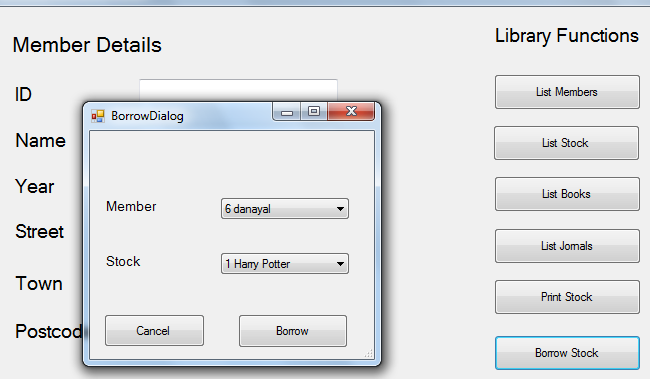 Member Details
ID
Name
Year
Street
Town
Postcod
BorrowDialog
Member
6 danayal
Stock
1 Harry Potter
Cancel
Borrow
Library Functions
List Members
List Stock
List Books
List Jornals
Print Stock
Borrow Stock